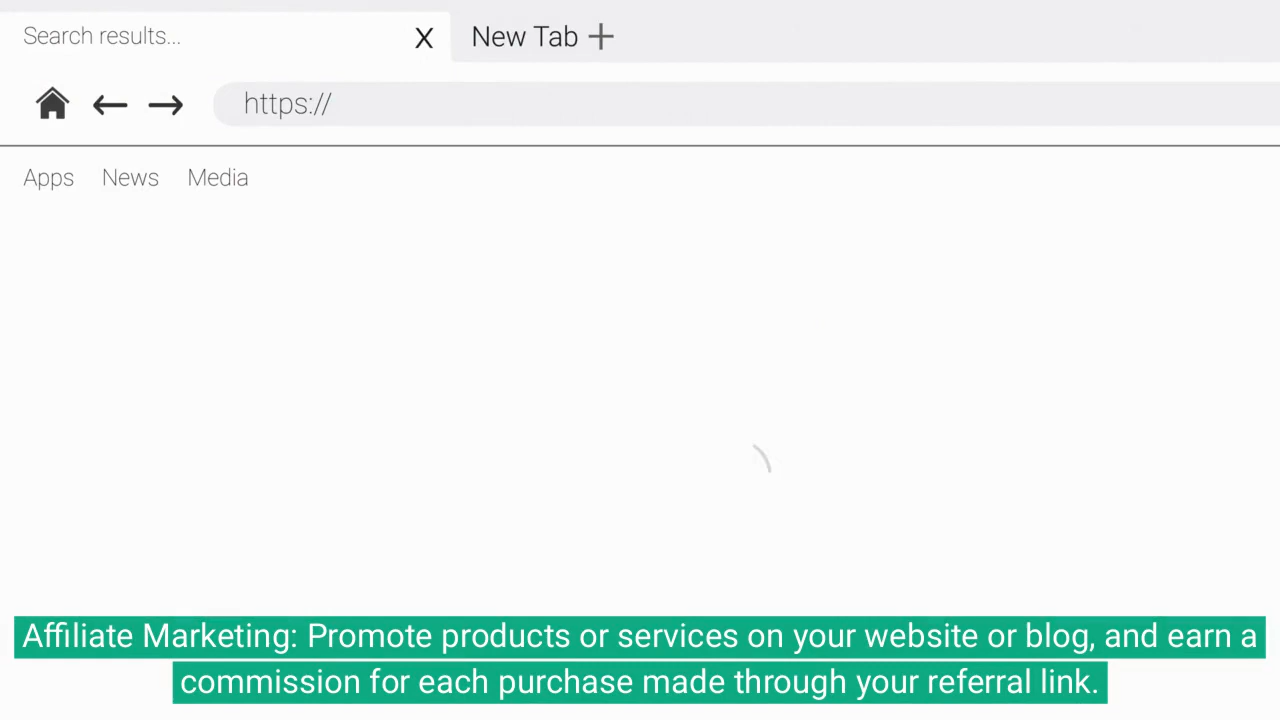 Search results...
X
New Tab +
https://
Apps News Media
Affiliate Marketing: Promote products or services on your website or blog, and earn a
commission for each purchase made through your referral link.